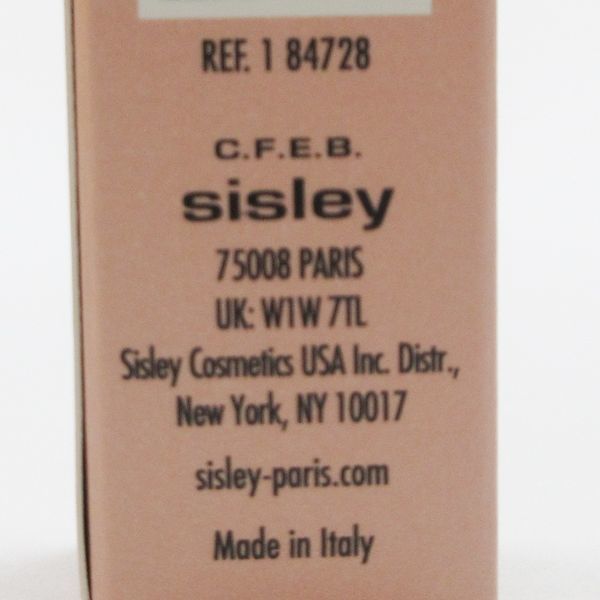 REF. 1 84728
C.F.E.B.
sisley
75008 PARIS
UK: W1W 7TL
Sisley Cosmetics USA Inc. Distr.,
New York, NY 10017
sisley-paris.com
Made in Italy